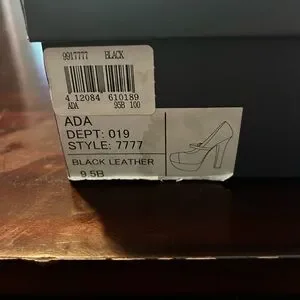 9917777 BLACK
4 12084 610189
ADA 95B 100
ADA
DEPT: 019
STYLE: 7777
BLACK LEATHER
9.5B